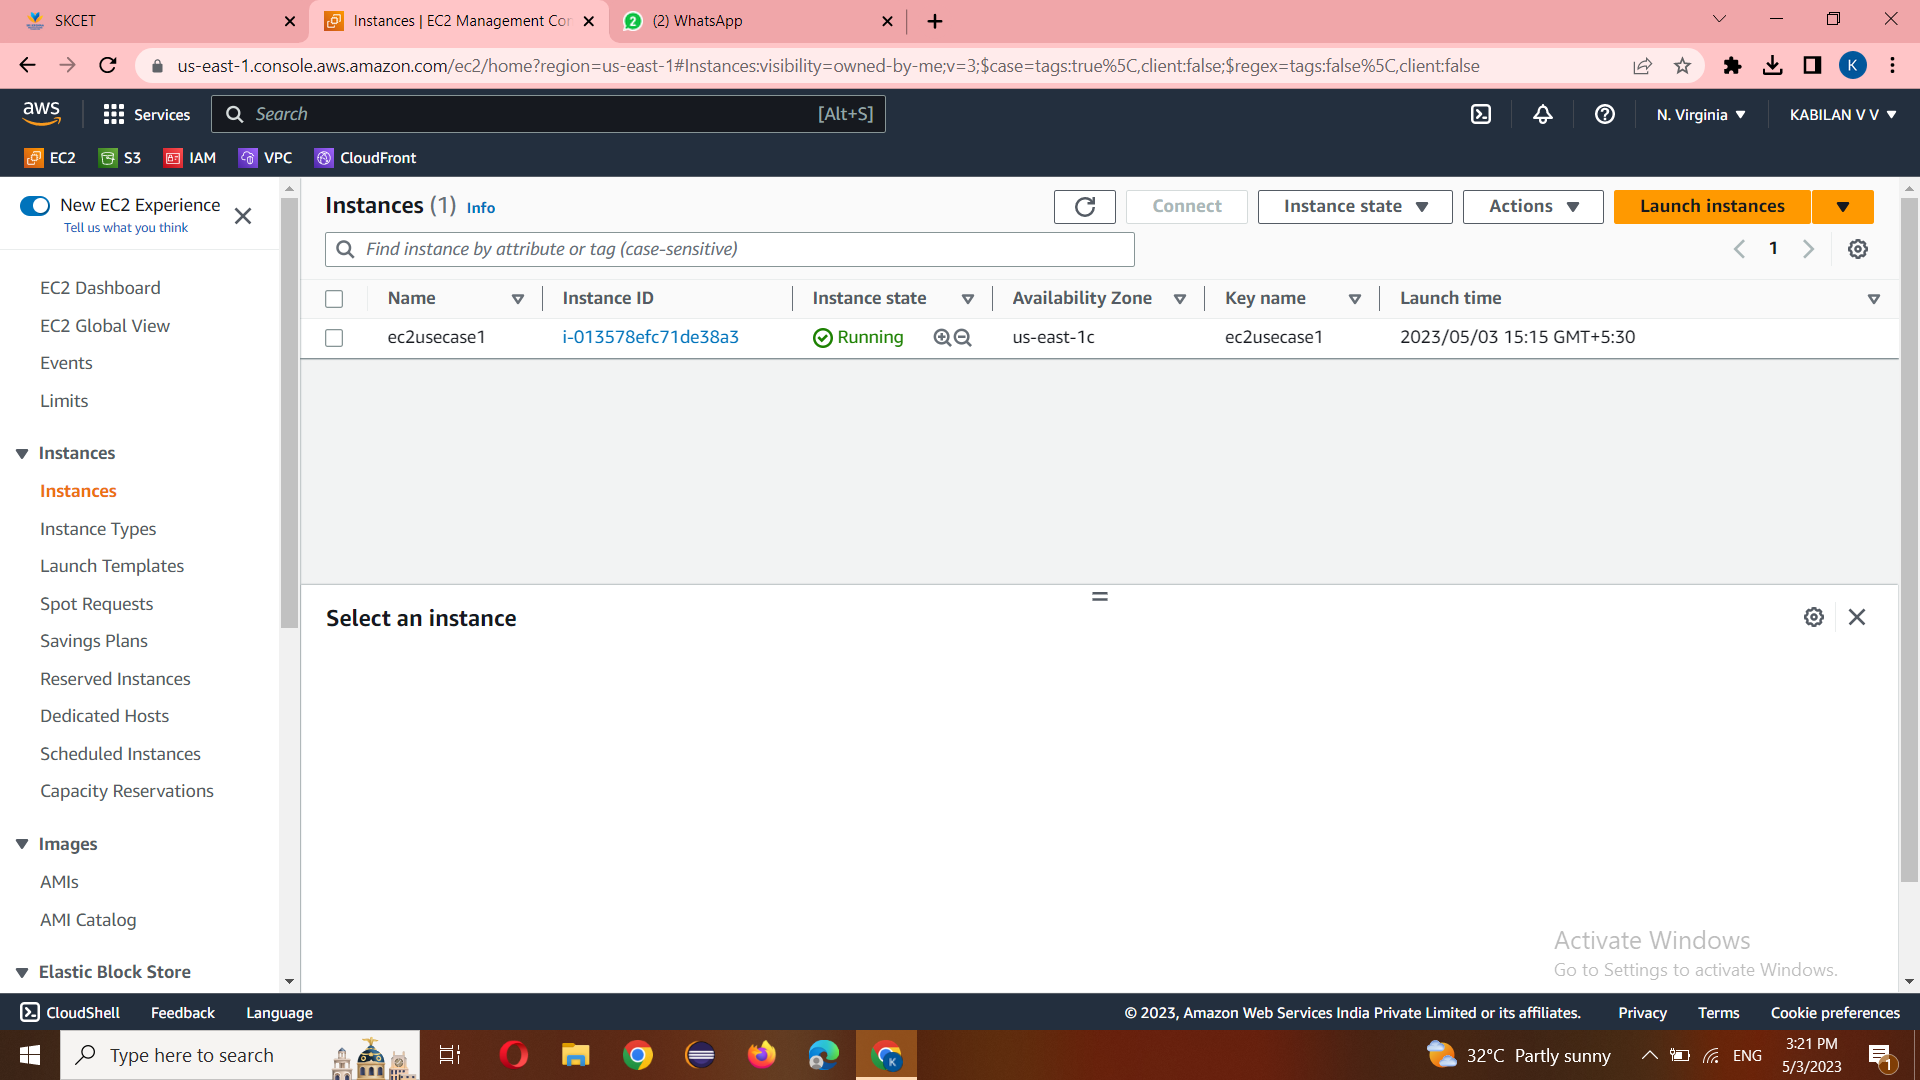 SKCET
Instances | EC2 Management Con
(2) WhatsApp
us-east-1.console.aws.amazon.com/ec2/home?region=us-east-1#Instances:visibility=owned-by-me;v=3;$case=tags:true%5C,client:false;$regex=tags:false%5C,client:false
K
aws
Services
Search
[Alt+S]
N. Virginia
KABILAN V V
EC2
S3
IAM
VPC
CloudFront
New EC2 Experience
Tell us what you think
EC2 Dashboard
EC2 Global View
Events
Limits
Instances
Instances
Instance Types
Launch Templates
Spot Requests
Savings Plans
Reserved Instances
Dedicated Hosts
Scheduled Instances
Capacity Reservations
Images
AMIs
AMI Catalog
Elastic Block Store
Instances (1) Info
Connect
Instance state
Actions
Launch instances
Find instance by attribute or tag (case-sensitive)
1
Name Instance ID Instance state Availability Zone Key name Launch time
ec2usecase1 i-013578efc71de38a3 Running us-east-1c ec2usecase1 2023/05/03 15:15 GMT+5:30
Select an instance
Activate Windows
Go to Settings to activate Windows.
CloudShell
Feedback
Language
© 2023, Amazon Web Services India Private Limited or its affiliates.
Privacy
Terms
Cookie preferences
Type here to search
K
32°C Partly sunny
ENG
3:21 PM
5/3/2023
1